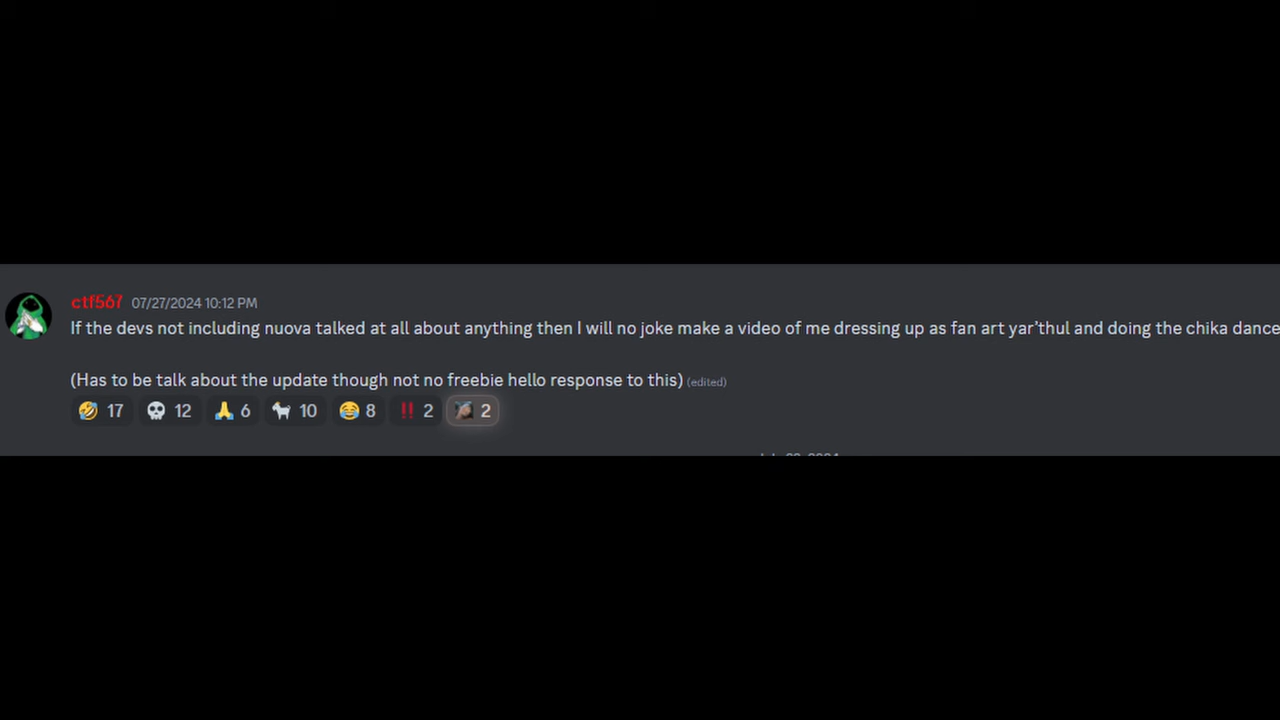 ctf567 07/27/2024 10:12 PM
If the devs not including nuova talked at all about anything then I will no joke make a video of me dressing up as fan art yar'thul and doing the chika dance
(Has to be talk about the update though not no freebie hello response to this) (edited)
17 12 6 10 8 2 2